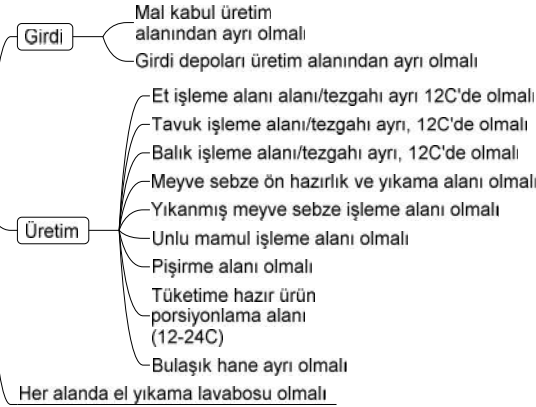 Girdi
Mal kabul üretim
alanından ayrı olmalı
Girdi depoları üretim alanından ayrı olmalı
Üretim
Et işleme alanı alanı/tezgahı ayrı 12C'de olmalı
Tavuk işleme alanı/tezgahı ayrı, 12C'de olmalı
Balık işleme alanı/tezgahı ayrı, 12C'de olmalı
Meyve sebze ön hazırlık ve yıkama alanı olmalı
Yıkanmış meyve sebze işleme alanı olmalı
Unlu mamul işleme alanı olmalı
Pişirme alanı olmalı
Tüketime hazır ürün
porsiyonlama alanı
(12-24C)
Bulaşık hane ayrı olmalı
Her alanda el yıkama lavabosu olmalı